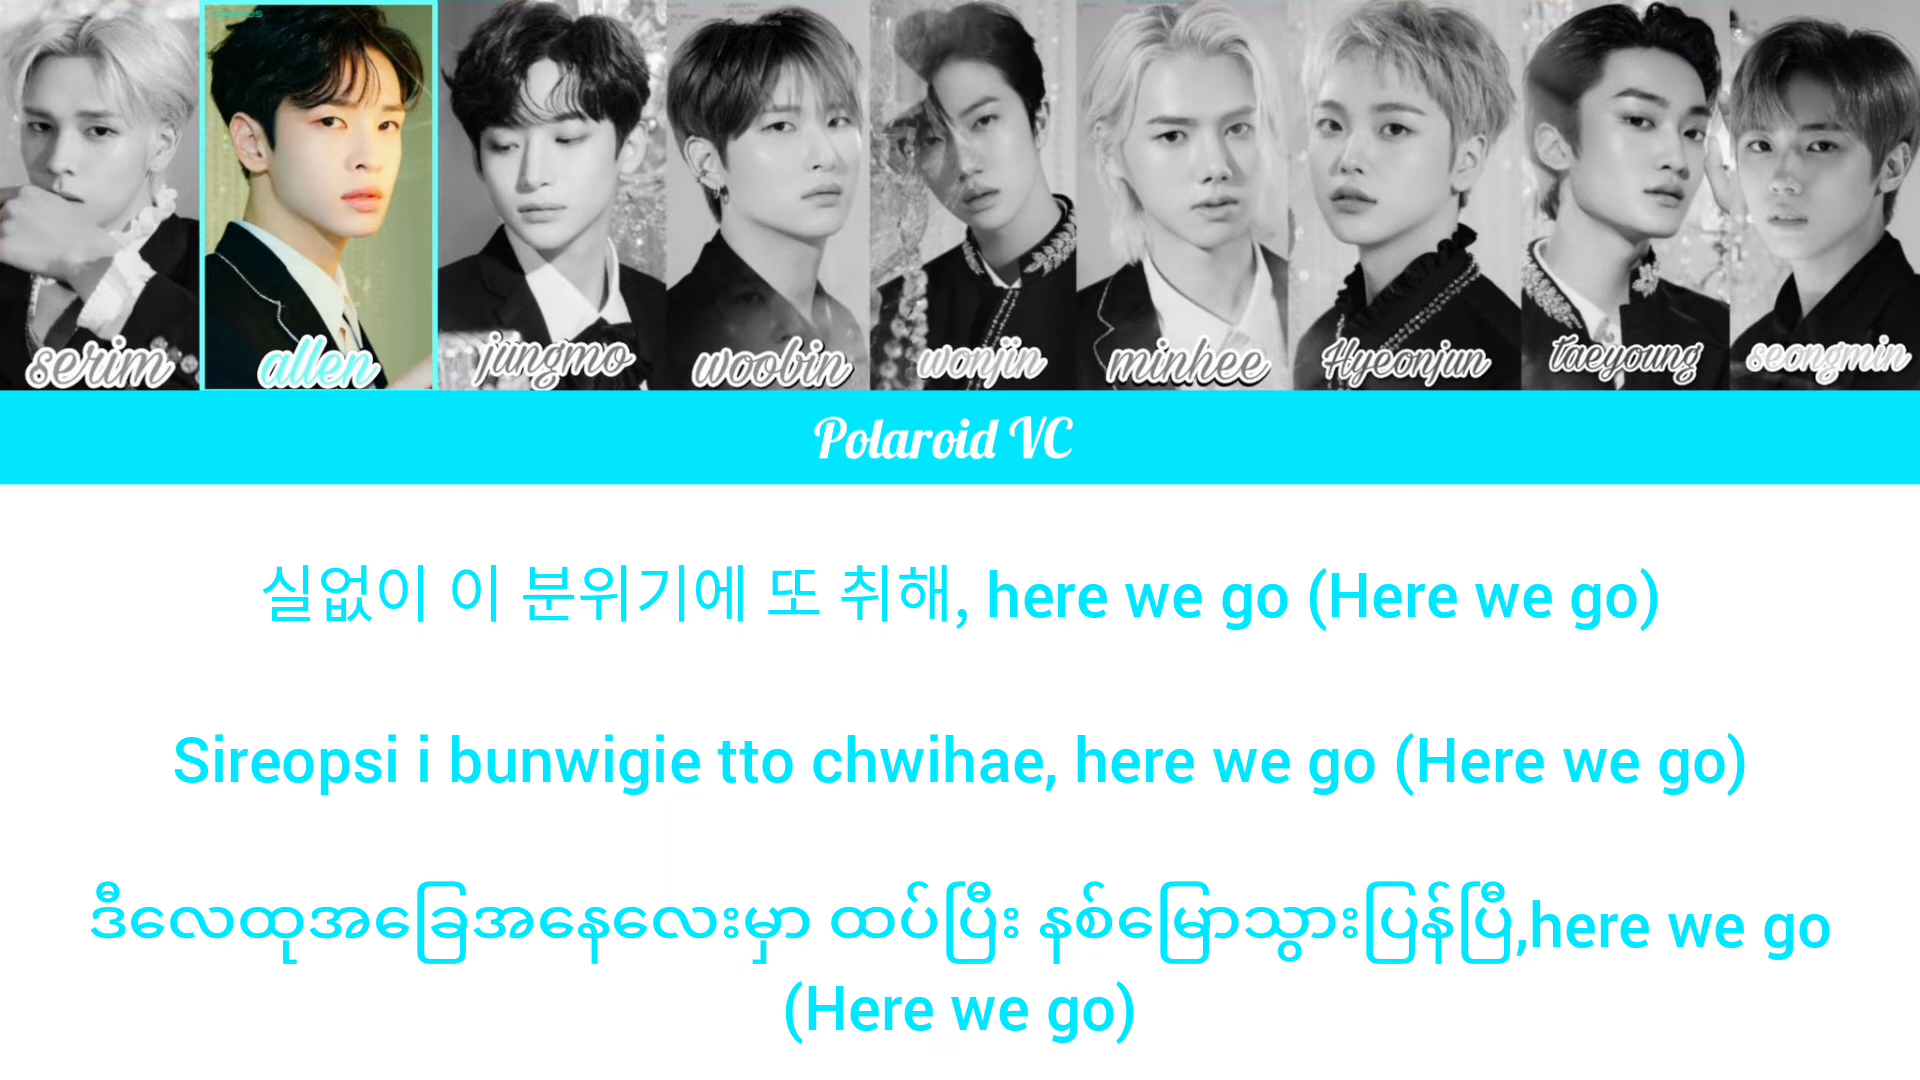 serim allen jungmo woobin wonjin minhee Hyeonjun taeyoung seongmin
Polaroid VC
실없이 이 분위기에 또 취해, here we go (Here we go)
Sireopsi i bunwigie tto chwihae, here we go (Here we go)
ဒီလေထုအခြေအနေလေးမှာ ထပ်ပြီး နစ်မြောသွားပြန်ပြီ,here we go
(Here we go)